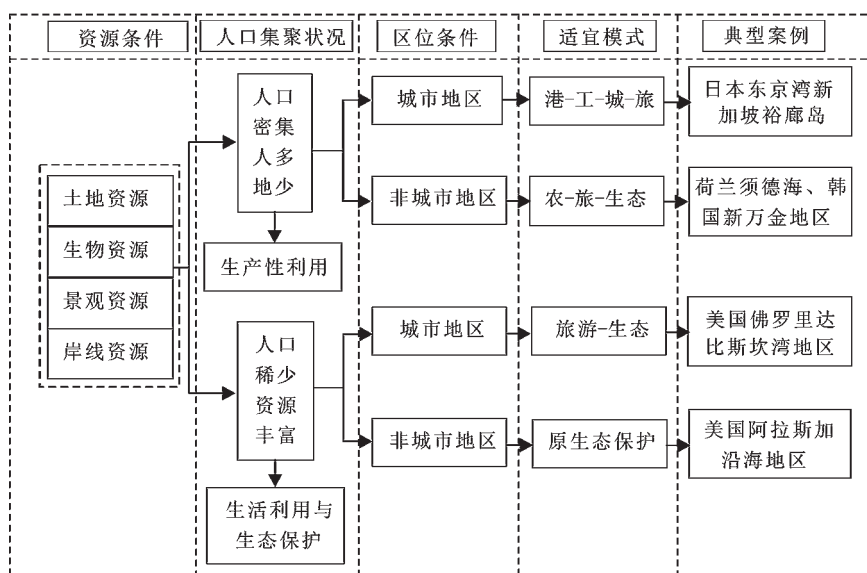 资源条件
人口集聚状况
区位条件
适宜模式
典型案例
土地资源
生物资源
景观资源
岸线资源
人口
密集
人多
地少
生产性利用
人口
稀少
资源
丰富
生活利用与
生态保护
城市地区
非城市地区
城市地区
非城市地区
港-工-城-旅
农-旅-生态
旅游-生态
原生态保护
日本东京湾新
加坡裕廊岛
荷兰须德海、韩
国新万金地区
美国佛罗里达
比斯坎湾地区
美国阿拉斯加
沿海地区